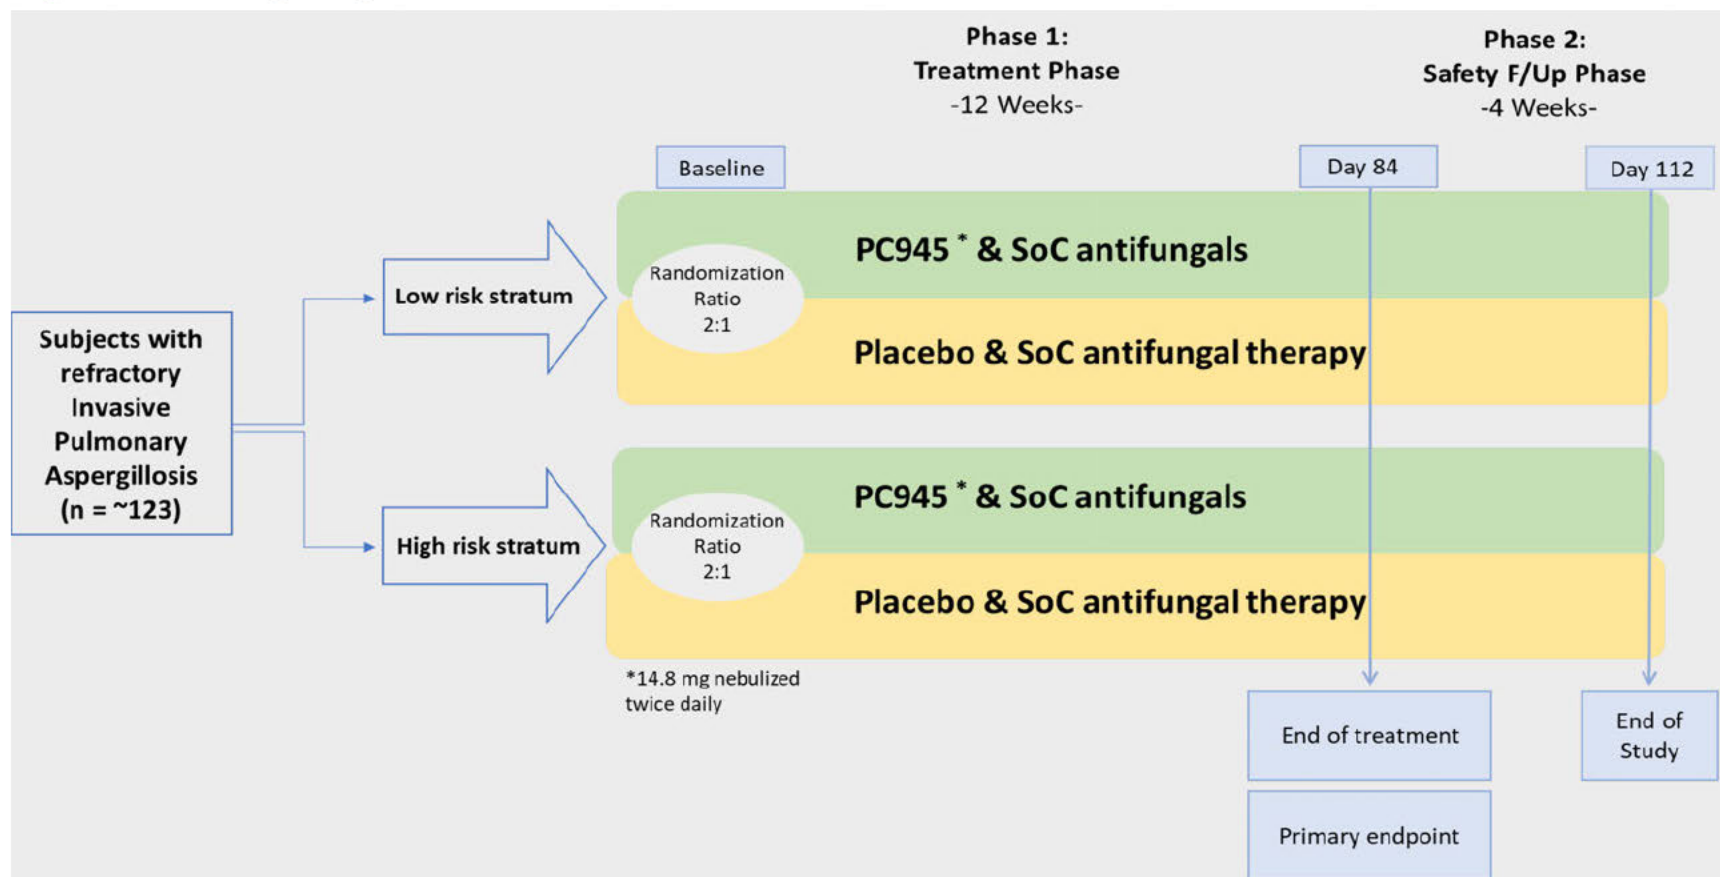 Phase 1:
Treatment Phase
-12 Weeks-
Phase 2:
Safety F/Up Phase
-4 Weeks-
Baseline
Day 84
Day 112
Subjects with
refractory
Invasive
Pulmonary
Aspergillosis
(n = ~123)
Low risk stratum
Randomization
Ratio
2:1
PC945 * & SoC antifungals
Placebo & SoC antifungal therapy
High risk stratum
Randomization
Ratio
2:1
PC945 * & SoC antifungals
Placebo & SoC antifungal therapy
*14.8 mg nebulized
twice daily
End of treatment
Primary endpoint
End of
Study